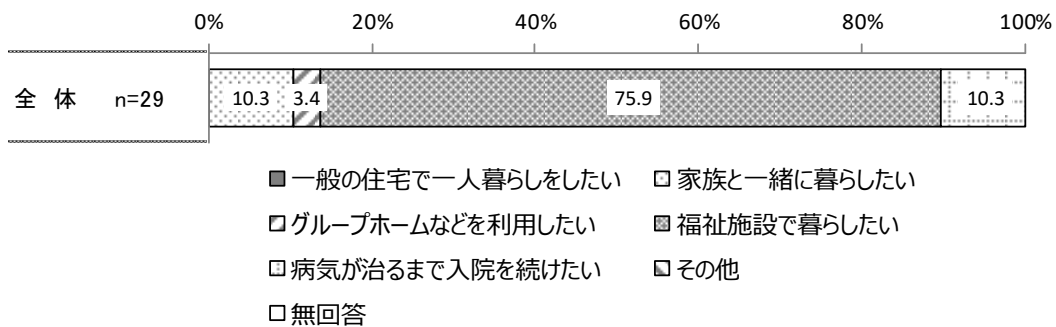 0% 20% 40% 60% 80% 100%
全 体 n=29 10.3 3.4 75.9 10.3
一般の住宅で一人暮らしをしたい 家族と一緒に暮らしたい
グループホームなどを利用したい 福祉施設で暮らしたい
病気が治るまで入院を続けたい その他
無回答